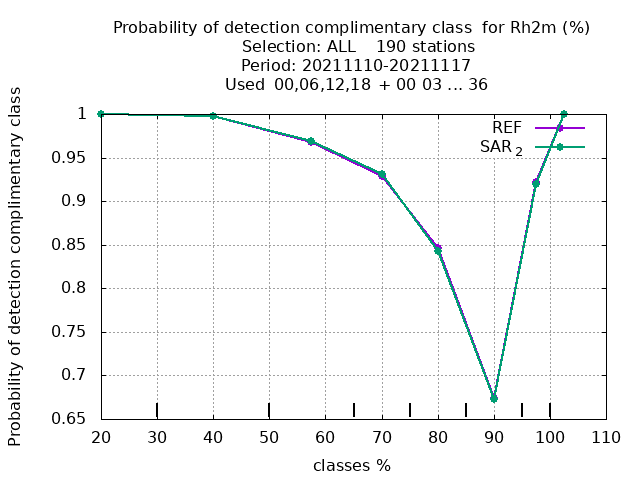 Probability of detection complimentary class  for Rh2m (%)
Selection: ALL    190 stations
Period: 20211110-20211117
Used  00,06,12,18 + 00 03 ... 36
Probability of detection complimentary class
1
0.95
0.9
0.85
0.8
0.75
0.7
0.65
REF
SAR 2
20 30 40 50 60 70 80 90 100 110
classes %